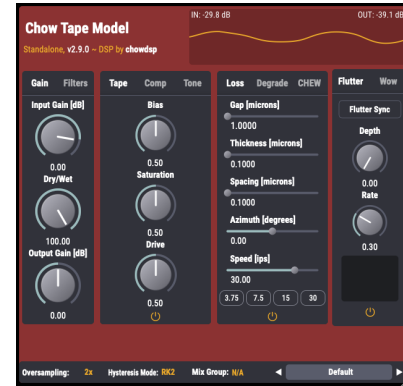 IN: -29.8 dB
OUT: -39.1 dB
Chow Tape Model
Standalone, v2.9.0 – DSP by chowdsp
Gain Filters
Input Gain [dB]
0.00
Dry/Wet
100.00
Output Gain [dB]
0.00
Tape Comp Tone
Bias
0.50
Saturation
0.50
Drive
0.50
Loss Degrade CHEW
Gap [microns]
1.0000
Thickness [microns]
0.1000
Spacing [microns]
0.1000
Azimuth [degrees]
0.00
Speed [ips]
30.00
3.75 7.5 15 30
Flutter Wow
Flutter Sync
Depth
0.00
Rate
0.30
Oversampling: 2x Hysteresis Mode: RK2 Mix Group: N/A Default